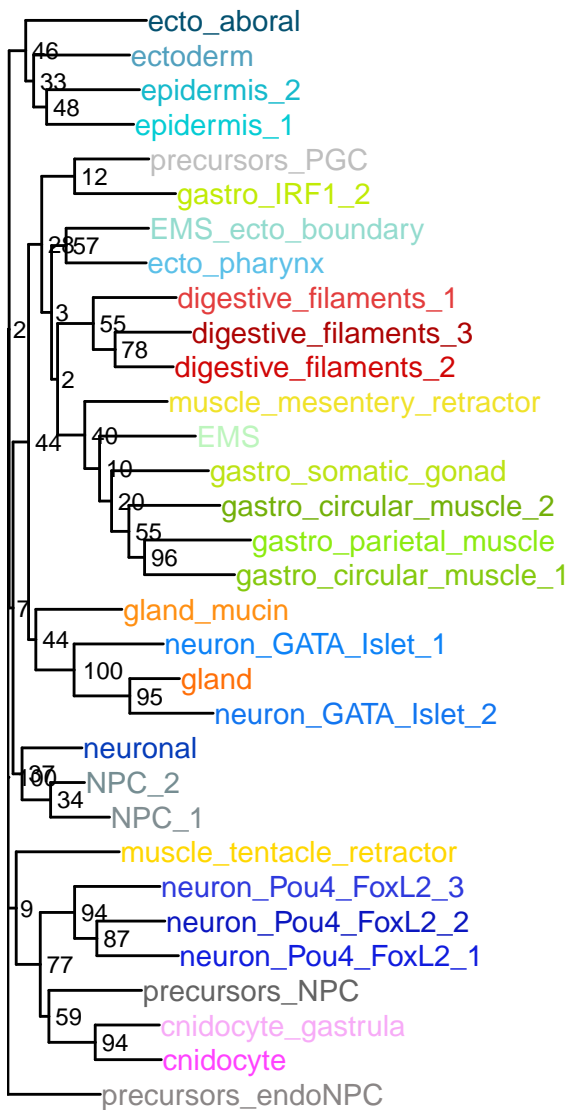 ecto_aboral
46
ectoderm
33
epidermis_2
48
epidermis_1
precursors_PGC
12
gastro_IRF1_2
EMS_ecto_boundary
28
57
ecto_pharynx
digestive_filaments_1
3
55
2
digestive_filaments_3
78
digestive_filaments_2
2
muscle_mesentery_retractor
44
40
EMS
10
gastro_somatic_gonad
20
gastro_circular_muscle_2
55
gastro_parietal_muscle
96
gastro_circular_muscle_1
7
gland_mucin
44
neuron_GATA_Islet_1
100
gland
95
neuron_GATA_Islet_2
neuronal
37
100
NPC_2
34
NPC_1
muscle_tentacle_retractor
neuron_Pou4_FoxL2_3
9
94
neuron_Pou4_FoxL2_2
87
neuron_Pou4_FoxL2_1
77
precursors_NPC
59
cnidocyte_gastrula
94
cnidocyte
precursors_endoNPC